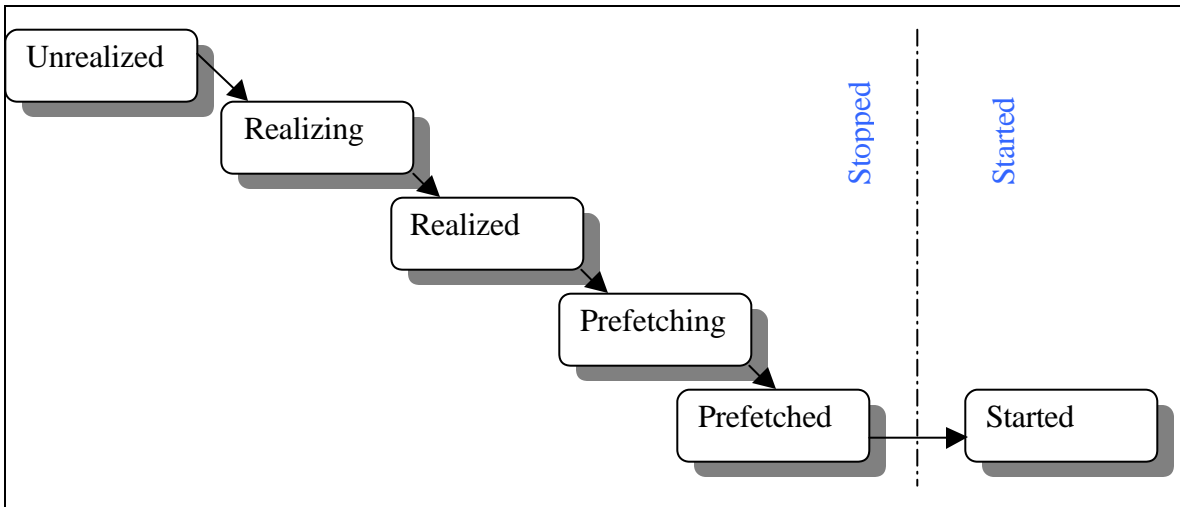 Unrealized
Realizing
Realized
Prefetching
Prefetched
Stopped
Started
Started